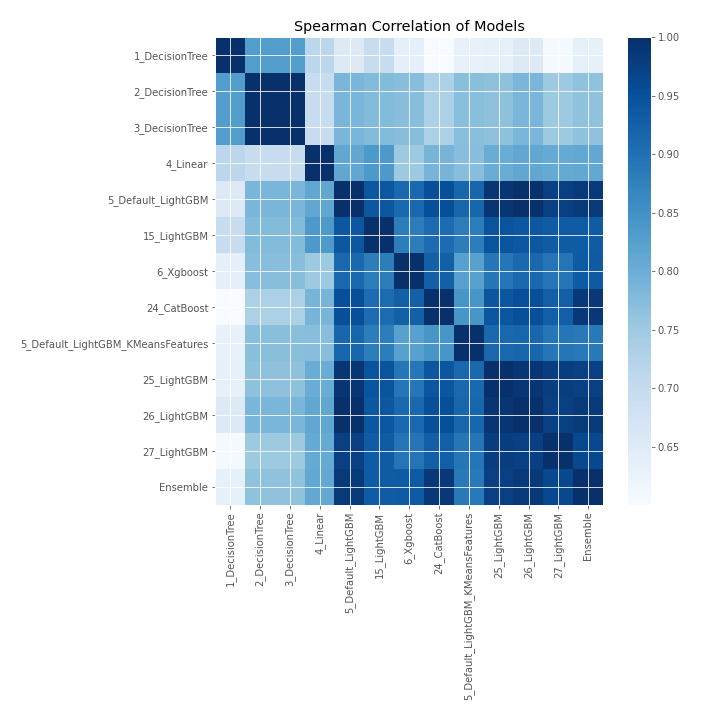 Spearman Correlation of Models
1_DecisionTree
2_DecisionTree
3_DecisionTree
4_Linear
5_Default_LightGBM
15_LightGBM
6_Xgboost
24_CatBoost
5_Default_LightGBM_KMeansFeatures
25_LightGBM
26_LightGBM
27_LightGBM
Ensemble
1_DecisionTree
2_DecisionTree
3_DecisionTree
4_Linear
5_Default_LightGBM
15_LightGBM
6_Xgboost
24_CatBoost
5_Default_LightGBM_KMeansFeatures
25_LightGBM
26_LightGBM
27_LightGBM
Ensemble
1.00
0.95
0.90
0.85
0.80
0.75
0.70
0.65